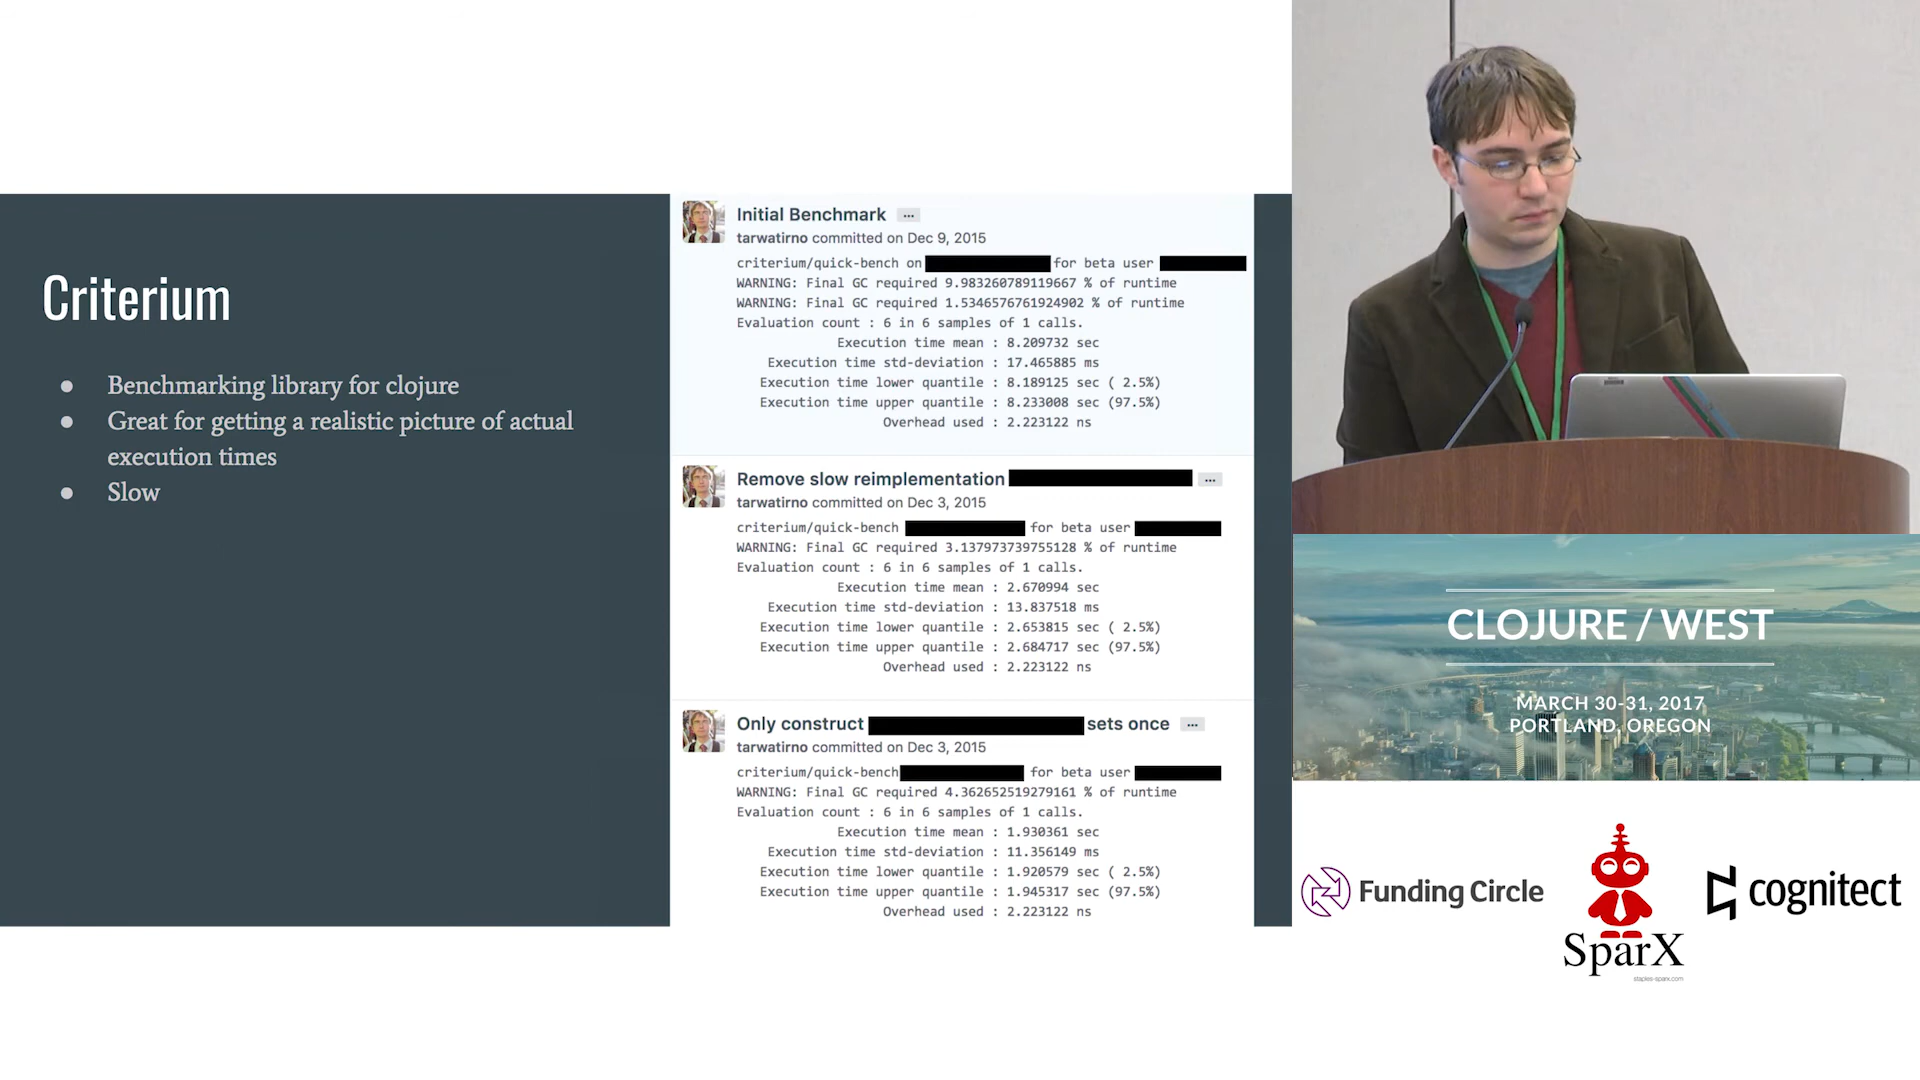 Criterium
● Benchmarking library for clojure
● Great for getting a realistic picture of actual
execution times
● Slow
Initial Benchmark ...
tarwatirno committed on Dec 9, 2015
criterium/quick-bench on for beta user
WARNING: Final GC required 9.983260789119667 % of runtime
WARNING: Final GC required 1.5346576761924902 % of runtime
Evaluation count : 6 in 6 samples of 1 calls.
Execution time mean : 8.209732 sec
Execution time std-deviation : 17.465885 ms
Execution time lower quantile : 8.189125 sec ( 2.5%)
Execution time upper quantile : 8.233008 sec (97.5%)
Overhead used : 2.223122 ns
Remove slow reimplementation ...
tarwatirno committed on Dec 3, 2015
criterium/quick-bench for beta user
WARNING: Final GC required 3.137973739755128 % of runtime
Evaluation count : 6 in 6 samples of 1 calls.
Execution time mean : 2.670994 sec
Execution time std-deviation : 13.837518 ms
Execution time lower quantile : 2.653815 sec ( 2.5%)
Execution time upper quantile : 2.684717 sec (97.5%)
Overhead used : 2.223122 ns
Only construct sets once ...
tarwatirno committed on Dec 3, 2015
criterium/quick-bench for beta user
WARNING: Final GC required 4.362652519279161 % of runtime
Evaluation count : 6 in 6 samples of 1 calls.
Execution time mean : 1.930361 sec
Execution time std-deviation : 11.356149 ms
Execution time lower quantile : 1.920579 sec ( 2.5%)
Execution time upper quantile : 1.945317 sec (97.5%)
Overhead used : 2.223122 ns
CLOJURE / WEST
MARCH 30-31, 2017
PORTLAND, OREGON
Funding Circle
SparX
staples-sparx.com
cognitect